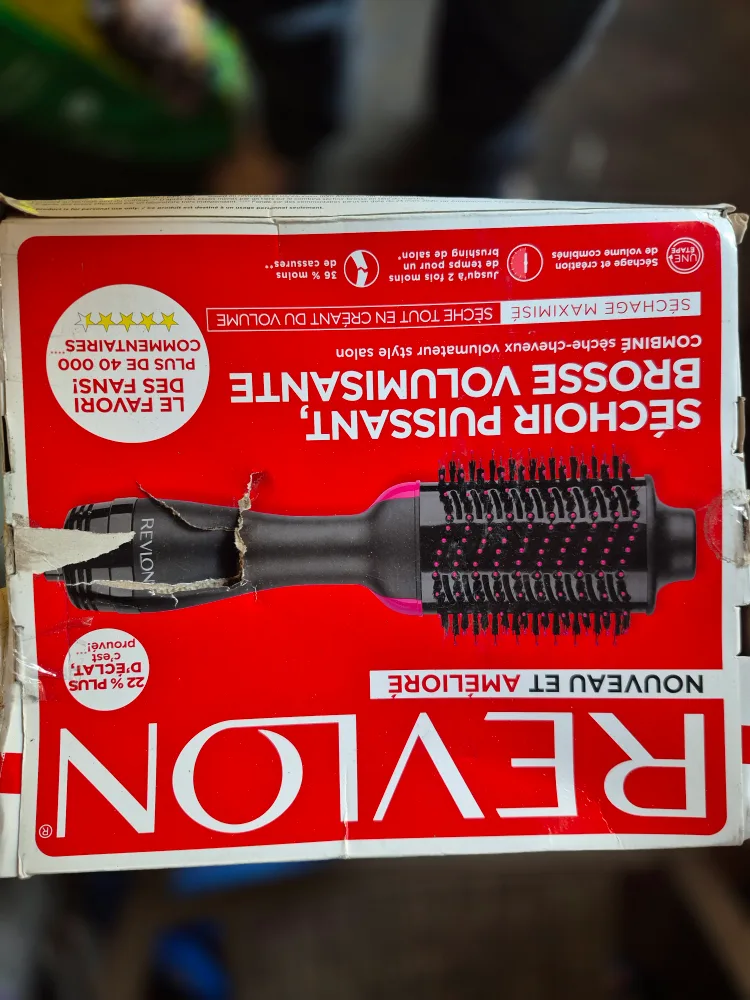 REVLON
®
NOUVEAU ET AMÉLIORÉ
22 % PLUS
D'ÉCLAT,
c'est
prouvé!...
REVLON
SÉCHOIR PUISSANT,
BROSSE VOLUMISANTE
COMBINÉ sèche-cheveux volumateur style salon
LE FAVORI
DES FANS!
PLUS DE 40 000
COMMENTAIRES....
SÉCHAGE MAXIMISÉ
SÈCHE TOUT EN CRÉANT DU VOLUME
UNE
ÉTAPE
Séchage et création
de volume combinés
Jusqu'à 2 fois moins
de temps pour un
brushing de salon*
36 % moins
de cassures**